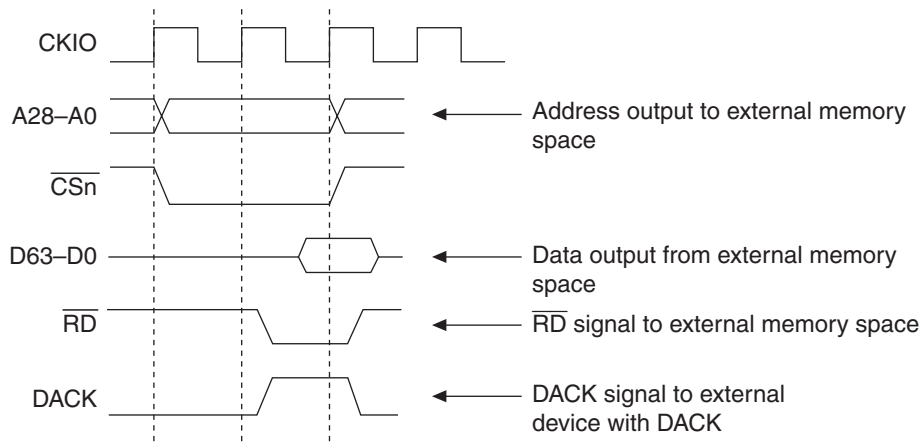 CKIO
A28–A0
Address output to external memory
space
CSn
D63–D0
Data output from external memory
space
RD
RD signal to external memory space
DACK
DACK signal to external
device with DACK